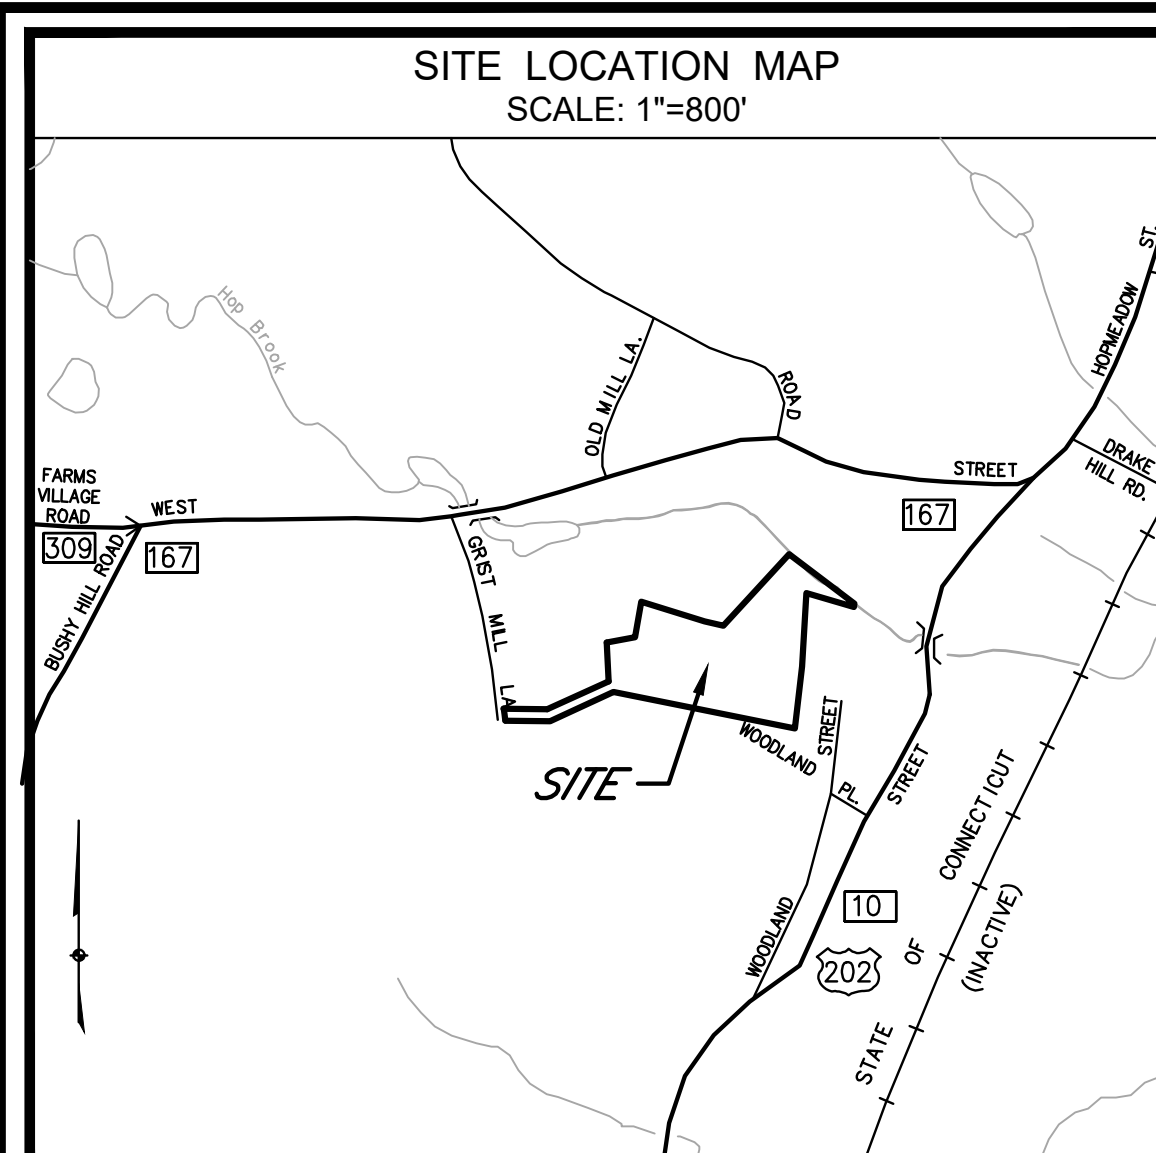 SITE LOCATION MAP
SCALE: 1"=800'
ST.
Hop Brook
HOPMEADOW
OLD MILL LA.
ROAD
DRAKE
HILL RD.
STREET
FARMS
VILLAGE
ROAD
WEST
167
309
167
BUSHY HILL ROAD
GRIST MILL LA.
STREET
WOODLAND
PL.
STREET
SITE
CONNECTICUT
10
WOODLAND
202
OF
(INACTIVE)
STATE